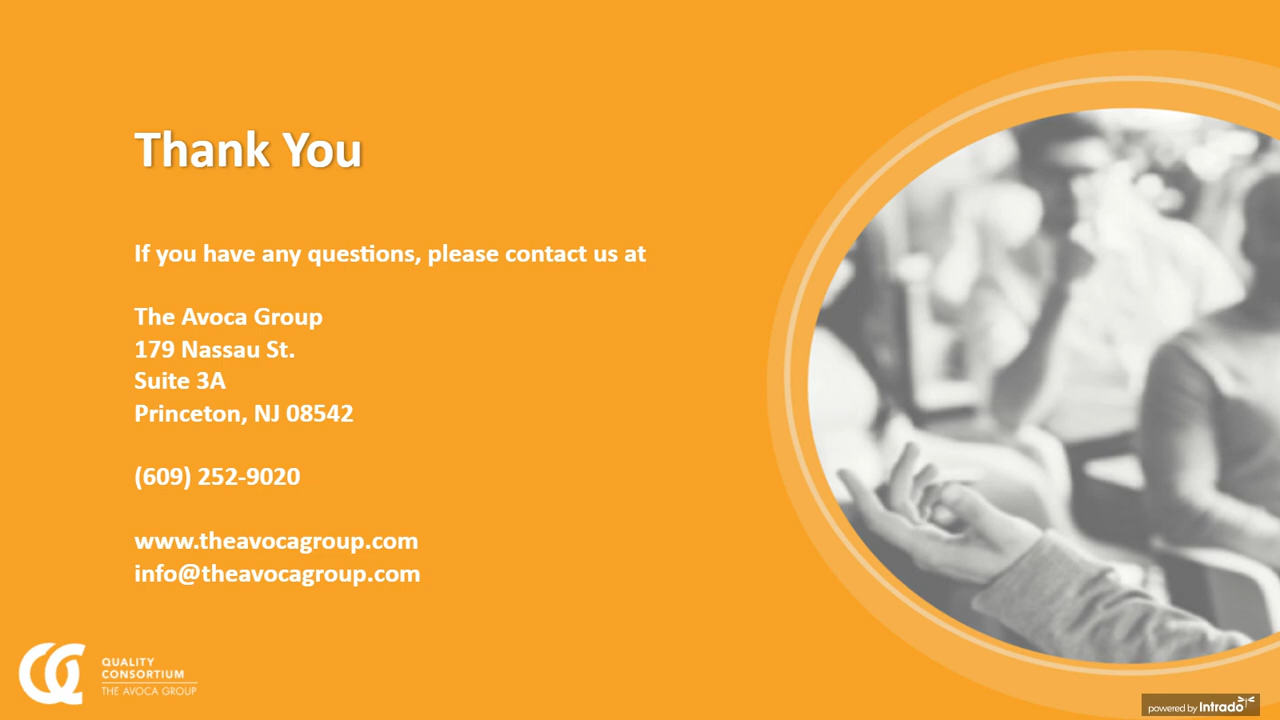 Thank You
If you have any questions, please contact us at
The Avoca Group
179 Nassau St.
Suite 3A
Princeton, NJ 08542
(609) 252-9020
www.theavocagroup.com
info@theavocagroup.com
QUALITY
CONSORTIUM
THE AVOCA GROUP
powered by Intrado